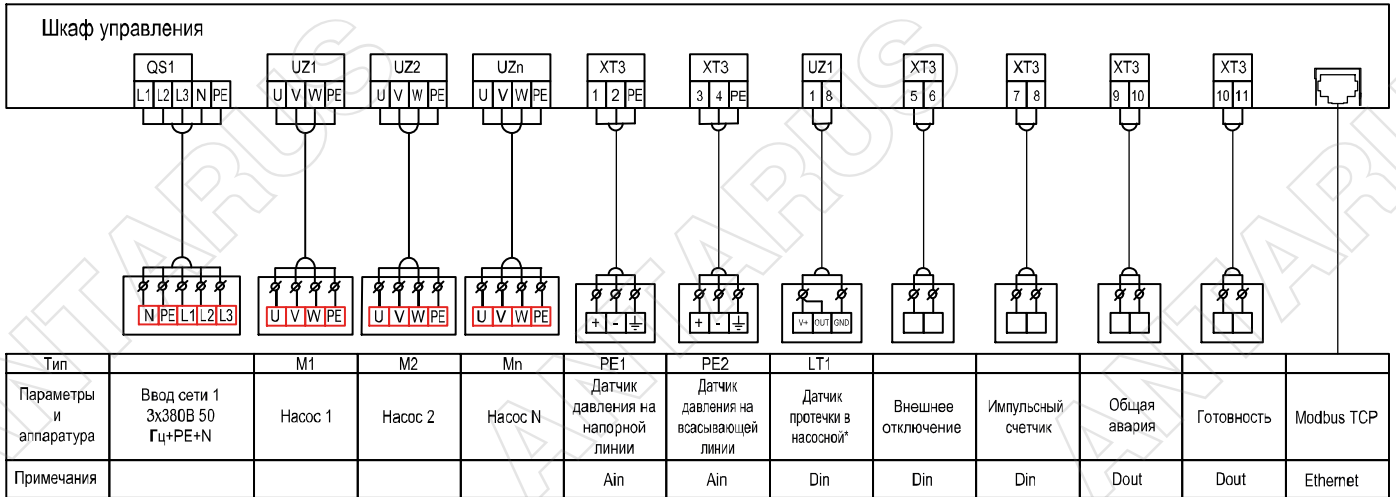 Шкаф управления
QS1 UZ1 UZ2 UZn XT3 XT3 UZ1 XT3 XT3 XT3 XT3
L1 L2 L3 N PE U V W PE U V W PE U V W PE 1 2 PE 3 4 PE 1 8 5 6 7 8 9 10 10 11
N PE L1 L2 L3 U V W PE U V W PE U V W PE + - + - V+ OUT GND
Тип M1 M2 Mn PE1 PE2 LT1
Параметры
и
аппаратура
Ввод сети 1
3x380В 50
Гц+PE+N
Насос 1
Насос 2
Насос N
Датчик
давления на
напорной
линии
Датчик
давления на
всасывающей
линии
Датчик
протечки в
насосной*
Внешнее
отключение
Импульсный
счетчик
Общая
авария
Готовность
Modbus TCP
Примечания Ain Ain Din Din Din Dout Dout Ethernet
ANTARUS
ANTARUS
ANTARUS